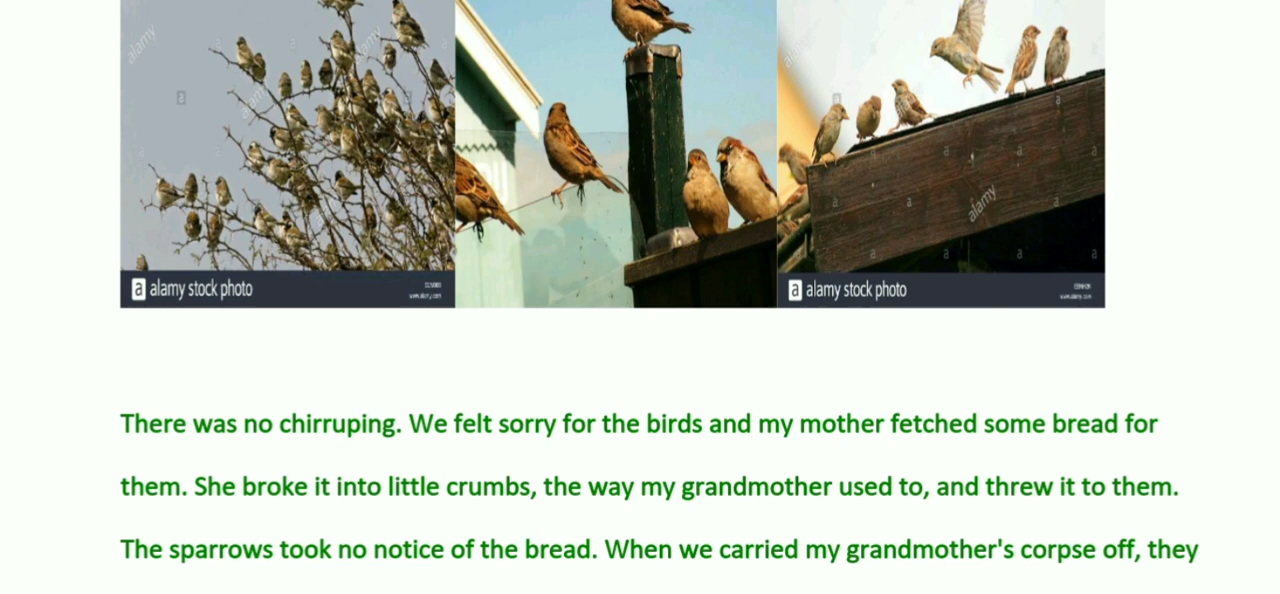 alamy
alamy
alamy
a alamy stock photo
a alamy stock photo
There was no chirruping. We felt sorry for the birds and my mother fetched some bread for
them. She broke it into little crumbs, the way my grandmother used to, and threw it to them.
The sparrows took no notice of the bread. When we carried my grandmother's corpse off, they